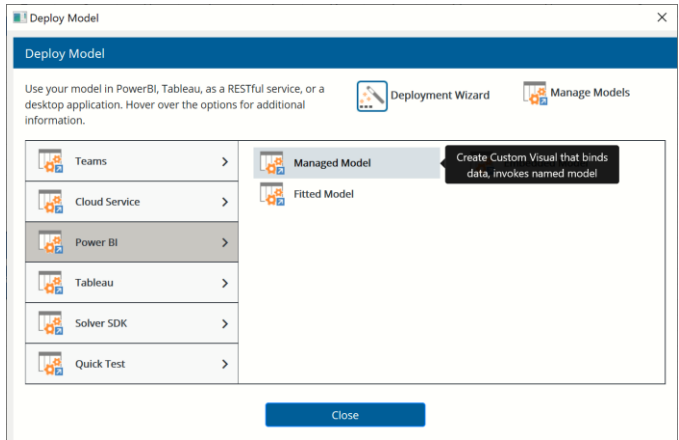 Deploy Model
Deploy Model
Use your model in PowerBI, Tableau, as a RESTful service, or a
desktop application. Hover over the options for additional
information.
Deployment Wizard
Manage Models
Teams
Cloud Service
Power BI
Tableau
Solver SDK
Quick Test
Managed Model
Fitted Model
Create Custom Visual that binds
data, invokes named model
Close